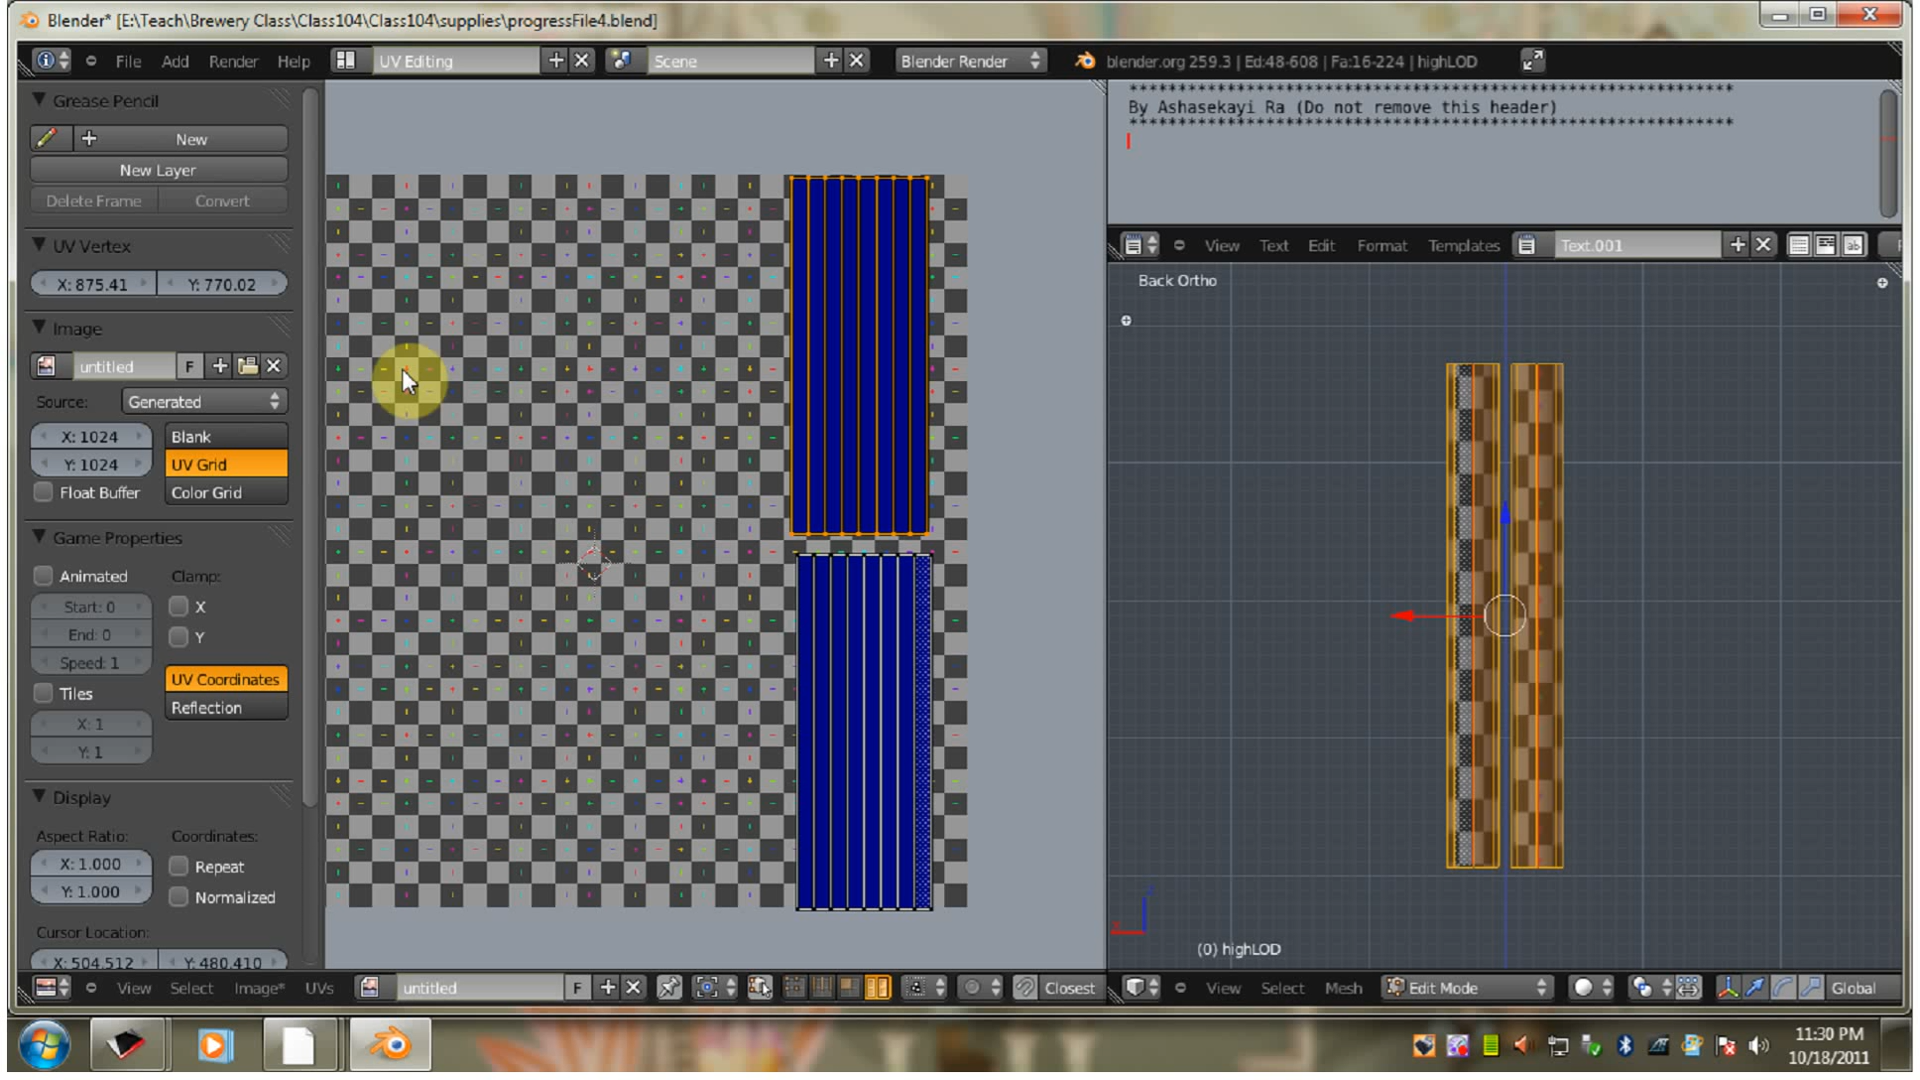 Blender* [E:\Teach\Brewery Class\Class104\Class104\supplies\progressFile4.blend]
File Add Render Help UV Editing Scene Blender Render blender.org 259.3 | Ed:48-608 | Fa:16-224 | highLOD
Grease Pencil
New
New Layer
Delete Frame Convert
UV Vertex
X: 875.41 Y: 770.02
Image
untitled F
Source: Generated
X: 1024 Blank
Y: 1024 UV Grid
Float Buffer Color Grid
Game Properties
Animated Clamp:
Start: 0 X
End: 0 Y
Speed: 1
Tiles UV Coordinates
X: 1 Reflection
Y: 1
Display
Aspect Ratio: Coordinates:
X: 1.000 Repeat
Y: 1.000 Normalized
Cursor Location:
X: 504.512 Y: 480.410
View Select Image* UVs untitled F Closest
**************************************************************
By Ashasekayi Ra (Do not remove this header)
**************************************************************
View Text Edit Format Templates Text.001
Back Ortho
(0) highLOD
View Select Mesh Edit Mode Global
11:30 PM
10/18/2011